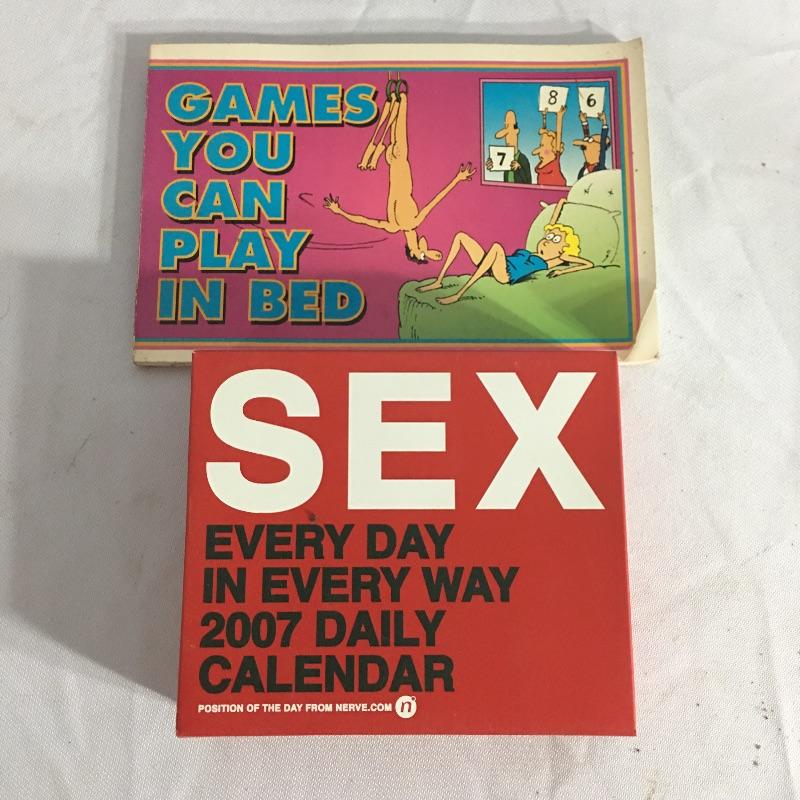 GAMES
YOU
CAN
PLAY
IN BED
7
8
6
SEX
EVERY DAY
IN EVERY WAY
2007 DAILY
CALENDAR
POSITION OF THE DAY FROM NERVE.COM n